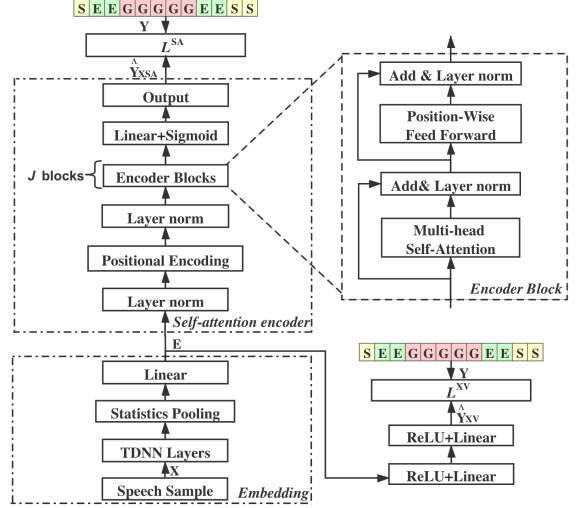 S E E G G G G G E E S S
Y
L^SA
Ŷ_XSA
Output
Linear+Sigmoid
J blocks
Encoder Blocks
Layer norm
Positional Encoding
Layer norm
Self-attention encoder
Add & Layer norm
Position-Wise
Feed Forward
Add& Layer norm
Multi-head
Self-Attention
Encoder Block
E
Linear
Statistics Pooling
TDNN Layers
X
Speech Sample
Embedding
S E E G G G G G E E S S
Y
L^XV
Ŷ_XV
ReLU+Linear
ReLU+Linear